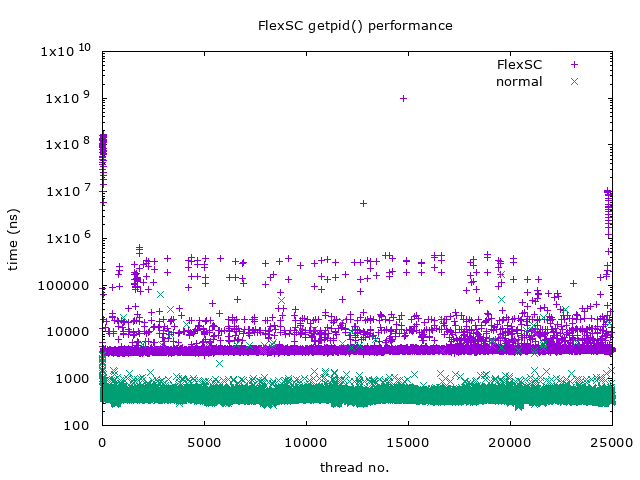 FlexSC getpid() performance
FlexSC
normal
1x10^10
1x10^9
1x10^8
1x10^7
1x10^6
100000
10000
1000
100
time (ns)
0 5000 10000 15000 20000 25000
thread no.